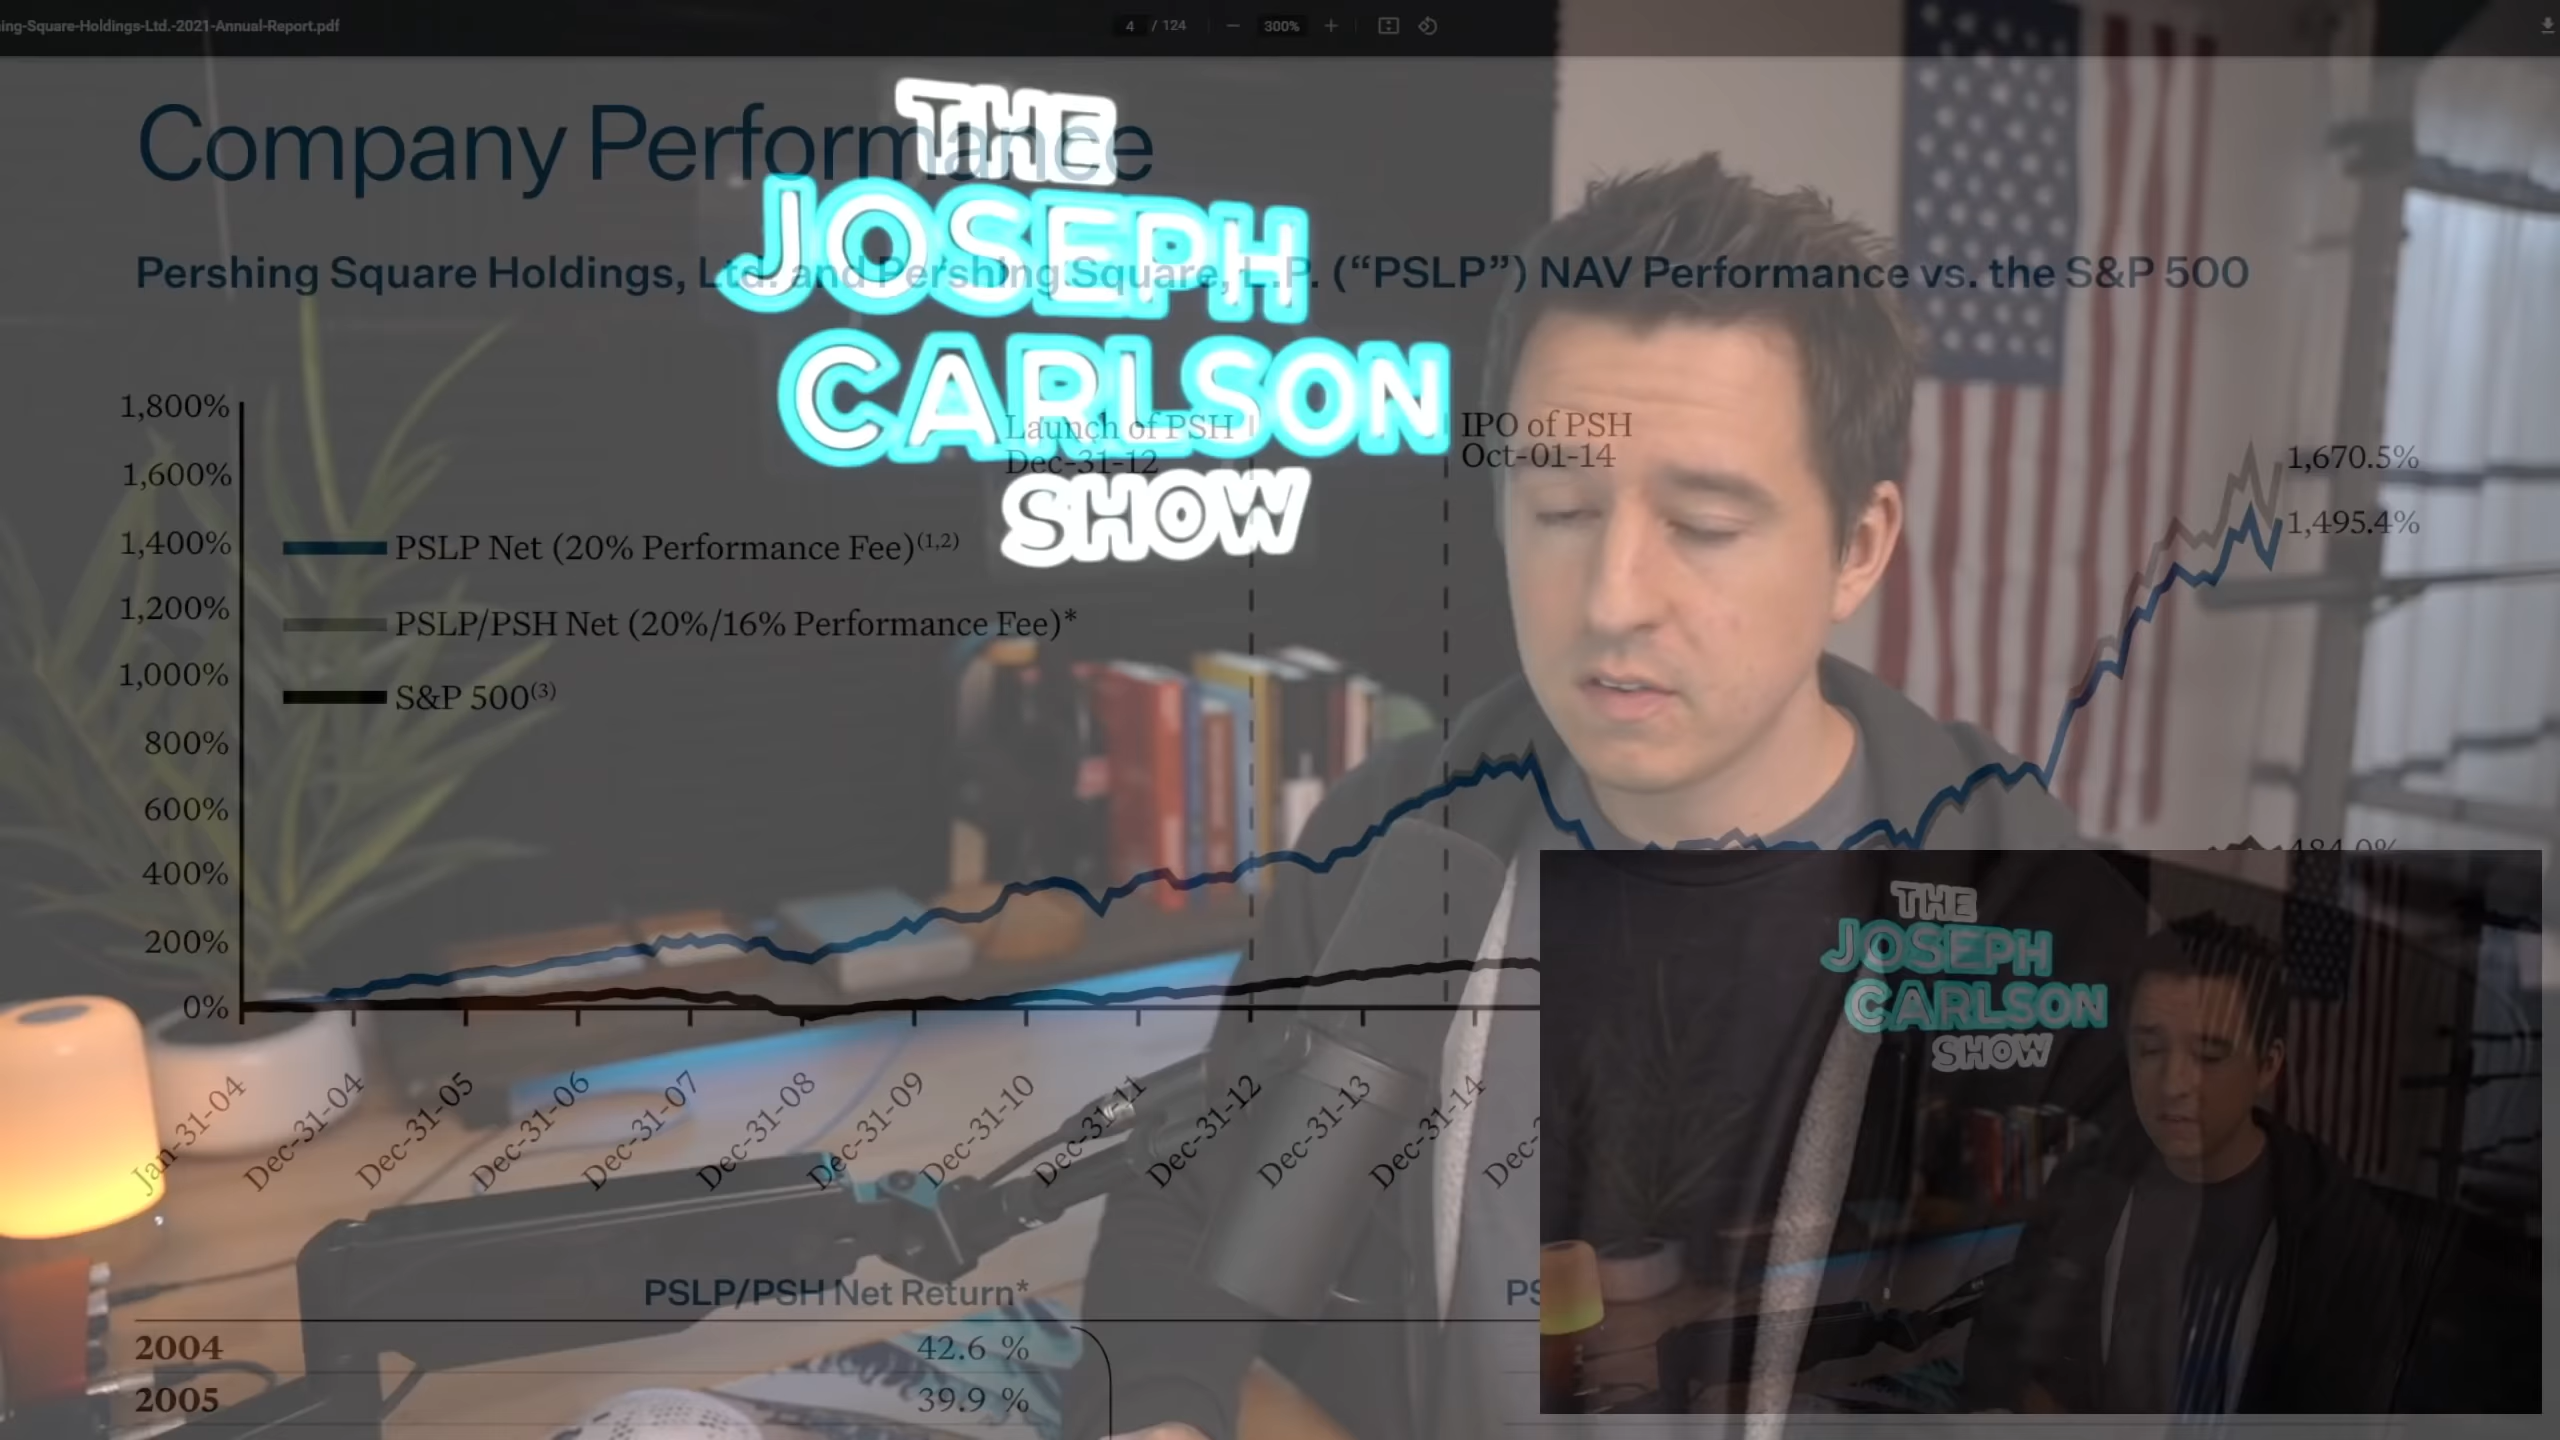 ing-Square-Holdings-Ltd.-2021-Annual-Report.pdf
4 / 124
300%
Company Performance
THE
JOSEPH
CARLSON
SHOW
Pershing Square Holdings, Ltd. and Pershing Square, L.P. (“PSLP”) NAV Performance vs. the S&P 500
1,800%
1,600%
1,400%
1,200%
1,000%
800%
600%
400%
200%
0%
Launch of PSH
Dec-31-12
IPO of PSH
Oct-01-14
1,670.5%
1,495.4%
484.0%
PSLP Net (20% Performance Fee)(1,2)
PSLP/PSH Net (20%/16% Performance Fee)*
S&P 500(3)
Jan-31-04
Dec-31-04
Dec-31-05
Dec-31-06
Dec-31-07
Dec-31-08
Dec-31-09
Dec-31-10
Dec-31-11
Dec-31-12
Dec-31-13
Dec-31-14
Dec-
THE
JOSEPH
CARLSON
SHOW
PSLP/PSH Net Return*
PS
2004 42.6 %
2005 39.9 %